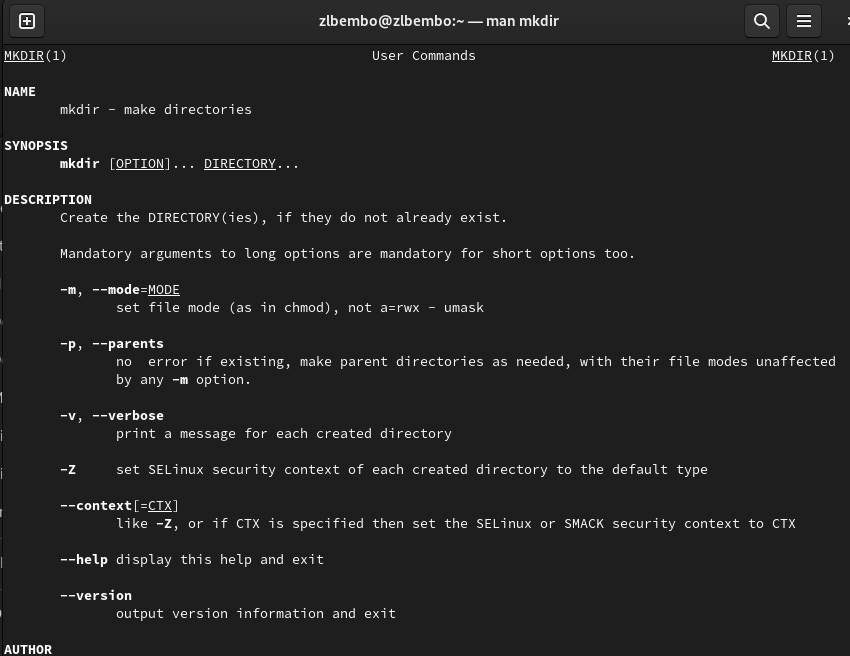 zlbembo@zlbembo:~ — man mkdir
MKDIR(1) User Commands MKDIR(1)
NAME
mkdir - make directories
SYNOPSIS
mkdir [OPTION]... DIRECTORY...
DESCRIPTION
Create the DIRECTORY(ies), if they do not already exist.
Mandatory arguments to long options are mandatory for short options too.
-m, --mode=MODE
set file mode (as in chmod), not a=rwx - umask
-p, --parents
no  error if existing, make parent directories as needed, with their file modes unaffected
by any -m option.
-v, --verbose
print a message for each created directory
-Z set SELinux security context of each created directory to the default type
--context[=CTX]
like -Z, or if CTX is specified then set the SELinux or SMACK security context to CTX
--help display this help and exit
--version
output version information and exit
AUTHOR